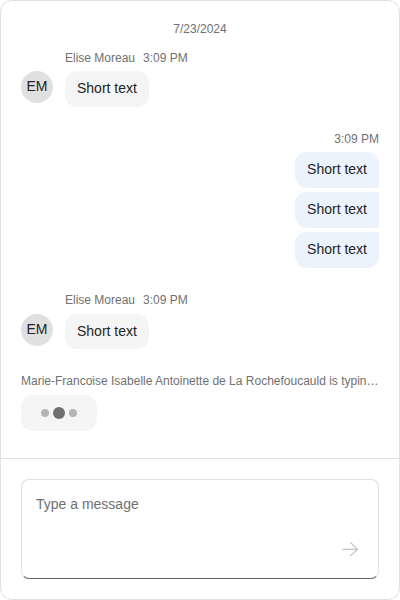 7/23/2024
Elise Moreau 3:09 PM
EM
Short text
3:09 PM
Short text
Short text
Short text
Elise Moreau 3:09 PM
EM
Short text
Marie-Francoise Isabelle Antoinette de La Rochefoucauld is typin…
Type a message